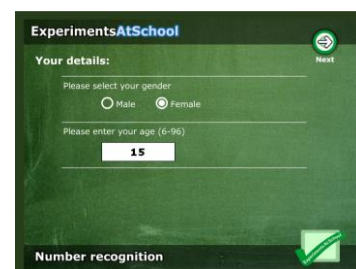 ExperimentsAtSchool
Next
Your details:
Please select your gender
Male Female
Please enter your age (6-96)
15
Number recognition
ExperimentsAtSchool